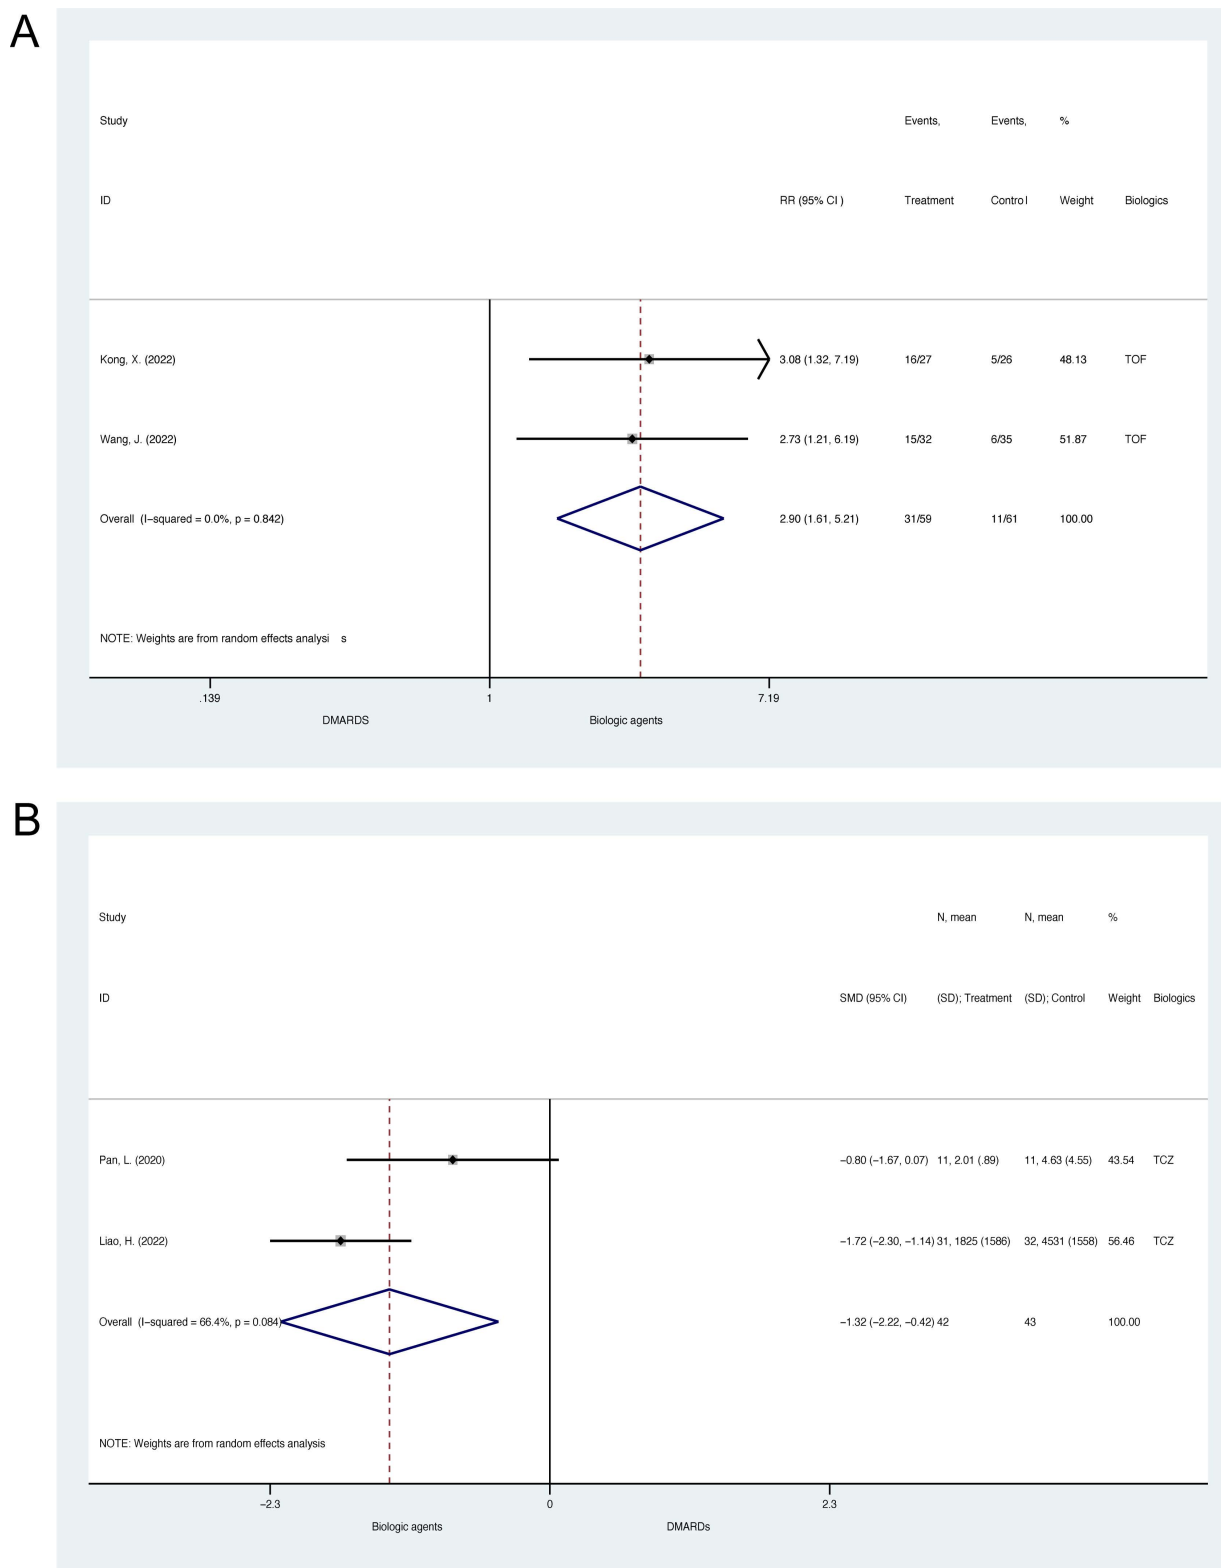 A
Study Events, Events, %
ID RR (95% CI ) Treatment Control Weight Biologics
Kong, X. (2022) 3.08 (1.32, 7.19) 16/27 5/26 48.13 TOF
Wang, J. (2022) 2.73 (1.21, 6.19) 15/32 6/35 51.87 TOF
Overall (I−squared = 0.0%, p = 0.842) 2.90 (1.61, 5.21) 31/59 11/61 100.00
NOTE: Weights are from random effects analysi s
.139 1 7.19
DMARDS Biologic agents
B
Study N, mean N, mean %
ID SMD (95% CI) (SD); Treatment (SD); Control Weight Biologics
Pan, L. (2020) −0.80 (−1.67, 0.07) 11, 2.01 (.89) 11, 4.63 (4.55) 43.54 TCZ
Liao, H. (2022) −1.72 (−2.30, −1.14) 31, 1825 (1586) 32, 4531 (1558) 56.46 TCZ
Overall (I−squared = 66.4%, p = 0.084) −1.32 (−2.22, −0.42) 42 43 100.00
NOTE: Weights are from random effects analysis
−2.3 0 2.3
Biologic agents DMARDs